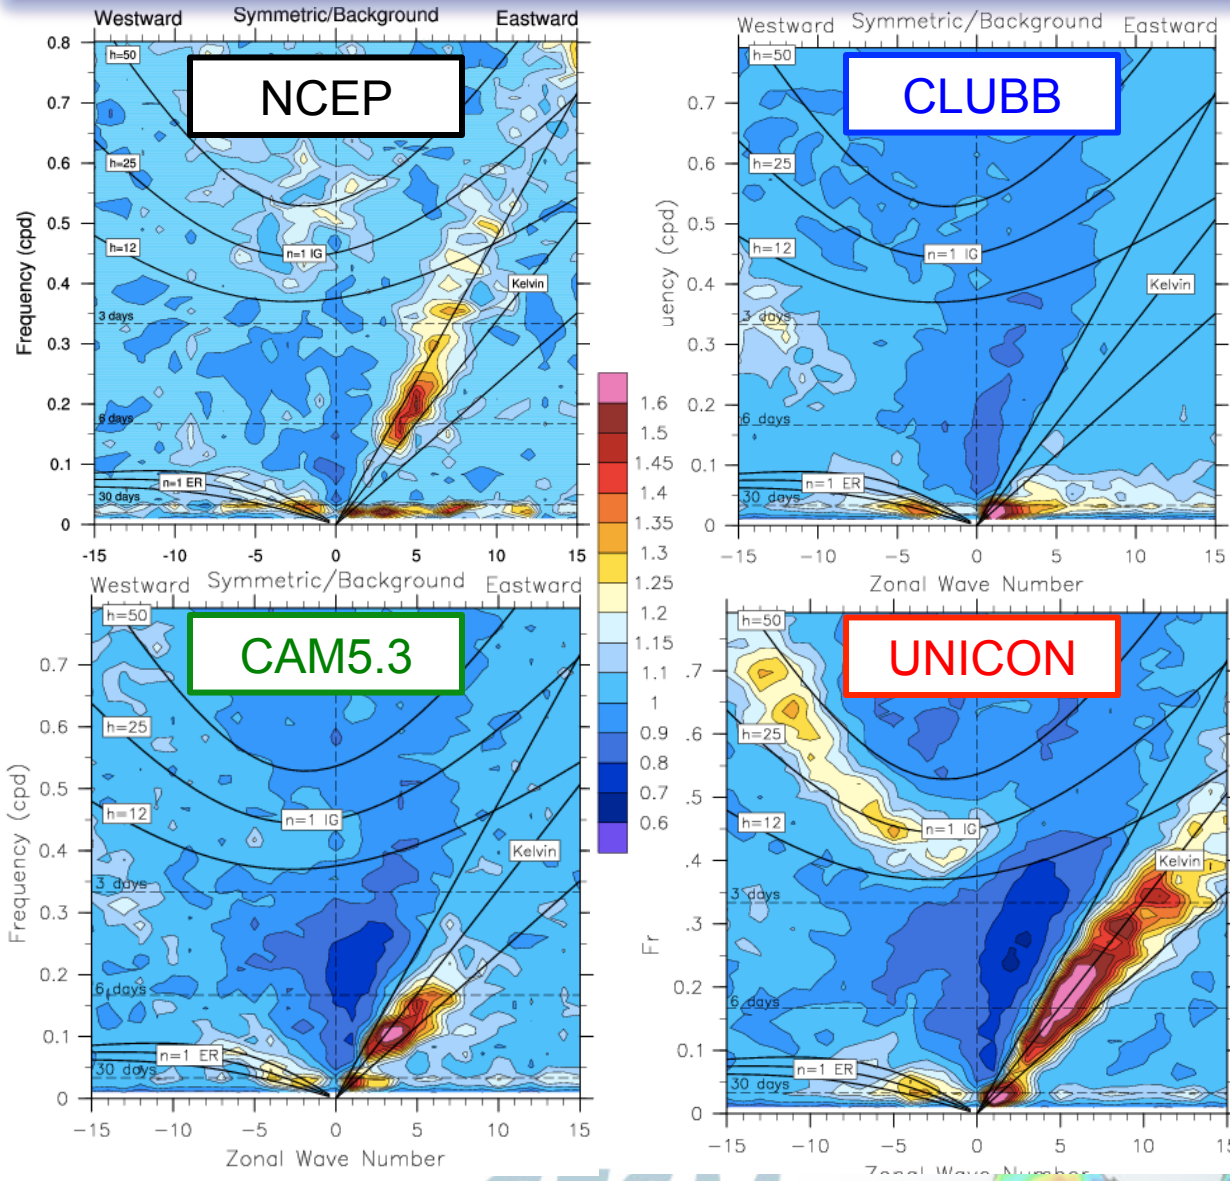 Westward Symmetric/Background Eastward
NCEP
Frequency (cpd)
0.8
0.7
0.6
0.5
0.4
0.3
0.2
0.1
0
h=50
h=25
h=12
n=1 IG
Kelvin
3 days
6 days
n=1 ER
30 days
-15 -10 -5 0 5 10 15
Westward Symmetric/Background Eastward
CLUBB
uency (cpd)
0.7
0.6
0.5
0.4
0.3
0.2
0.1
0
h=50
h=25
h=12
n=1 IG
Kelvin
3 days
6 days
n=1 ER
30 days
-15 -10 -5 0 5 10 15
Zonal Wave Number
1.6
1.5
1.45
1.4
1.35
1.3
1.25
1.2
1.15
1.1
1
0.9
0.8
0.7
0.6
Westward Symmetric/Background Eastward
CAM5.3
Frequency (cpd)
0.7
0.6
0.5
0.4
0.3
0.2
0.1
0
h=50
h=25
h=12
n=1 IG
Kelvin
3 days
6 days
n=1 ER
30 days
-15 -10 -5 0 5 10 15
Zonal Wave Number
UNICON
Fr
.7
.6
.5
.4
.3
0.2
0.1
0
h=50
h=25
h=12
n=1 IG
Kelvin
3 days
6 days
n=1 ER
30 days
-15 -10 -5 0 5 10 15
Zonal Wave Number